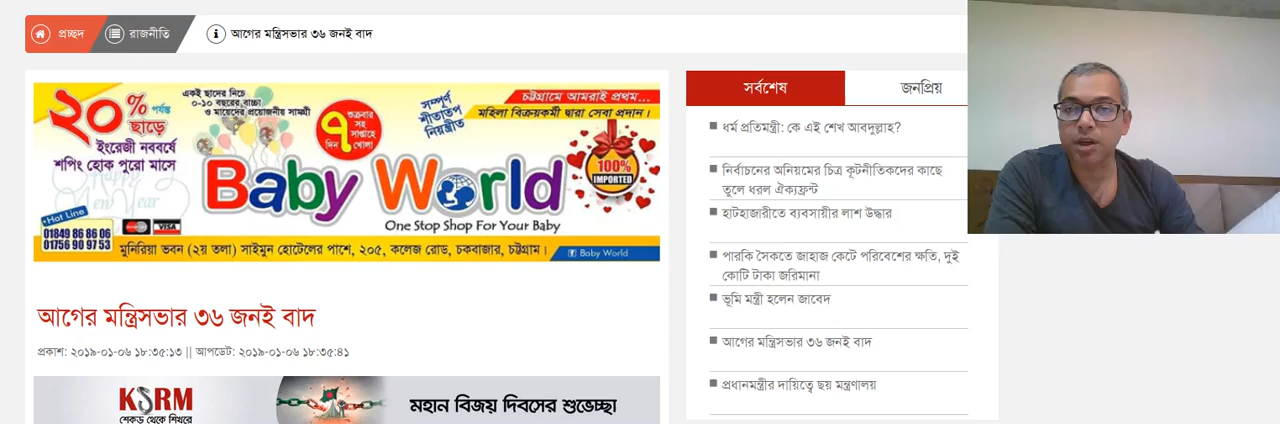 প্রচ্ছদ
রাজনীতি
আগের মন্ত্রিসভার ৩৬ জনই বাদ
২০% পর্যন্ত
ছাড়ে
ইংরেজী নববর্ষে
শপিং হোক পুরো মাসে
একই ছাদের নিচে
০-১০ বছরের বাচ্চা
ও মায়েদের প্রয়োজনীয় সামগ্রী
শুক্রবার
সহ
সাপ্তাহে
৭
দিন
খোলা
সম্পূর্ণ
শীতাতপ
নিয়ন্ত্রীত
চট্টগ্রামে আমরাই প্রথম...
মহিলা বিক্রয়কর্মী দ্বারা সেবা প্রদান।
100%
IMPORTED
Baby World
One Stop Shop For Your Baby
Hot Line
01849 86 86 06
01756 90 97 53
VISA
মুনিরিয়া ভবন (২য় তলা) সাইমুন হোটেলের পাশে, ২০৫, কলেজ রোড, চকবাজার, চট্টগ্রাম।
Boby World
আগের মন্ত্রিসভার ৩৬ জনই বাদ
প্রকাশ: ২০১৯-০১-০৬ ১৮:৩৫:১৩ || আপডেট: ২০১৯-০১-০৬ ১৮:৩৫:৪১
KSRM
শেকড় থেকে শিখরে
মহান বিজয় দিবসের শুভেচ্ছা
সর্বশেষ
জনপ্রিয়
ধর্ম প্রতিমন্ত্রী: কে এই শেখ আবদুল্লাহ?
নির্বাচনের অনিয়মের চিত্র কূটনীতিকদের কাছে
তুলে ধরল ঐক্যফ্রন্ট
হাটহাজারীতে ব্যবসায়ীর লাশ উদ্ধার
পারকি সৈকতে জাহাজ কেটে পরিবেশের ক্ষতি, দুই
কোটি টাকা জরিমানা
ভূমি মন্ত্রী হলেন জাবেদ
আগের মন্ত্রিসভার ৩৬ জনই বাদ
প্রধানমন্ত্রীর দায়িত্বে ছয় মন্ত্রণালয়